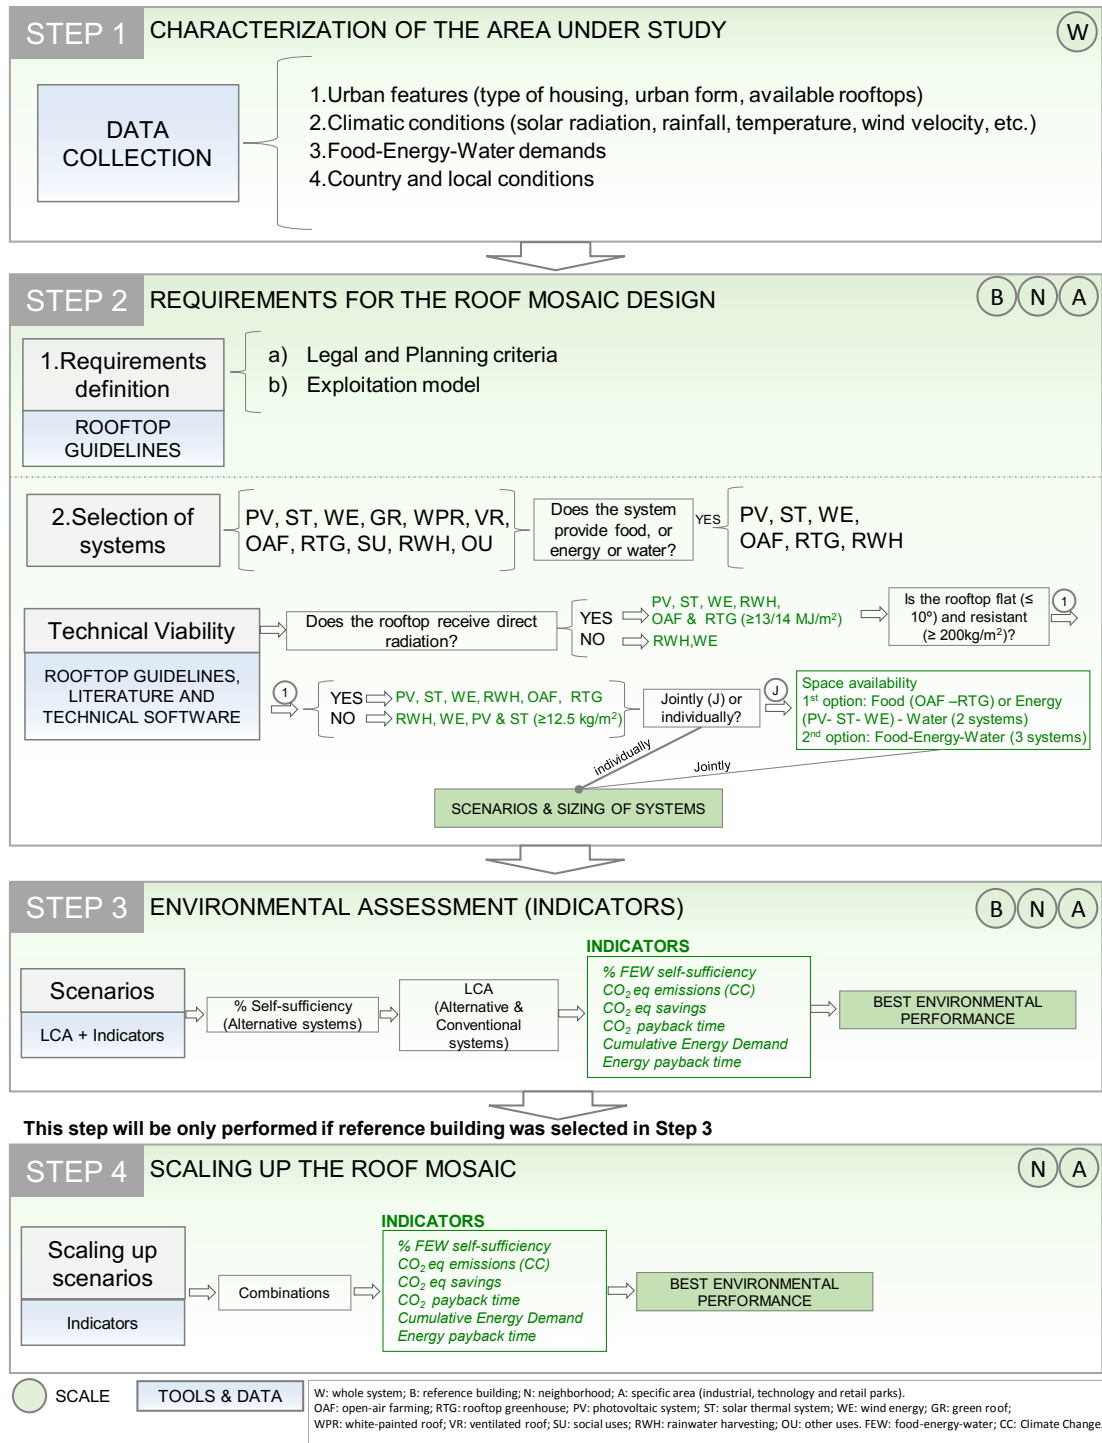 STEP 1
CHARACTERIZATION OF THE AREA UNDER STUDY
W
DATA
COLLECTION
1.Urban features (type of housing, urban form, available rooftops)
2.Climatic conditions (solar radiation, rainfall, temperature, wind velocity, etc.)
3.Food-Energy-Water demands
4.Country and local conditions
STEP 2
REQUIREMENTS FOR THE ROOF MOSAIC DESIGN
B N A
1.Requirements
definition
ROOFTOP
GUIDELINES
a) Legal and Planning criteria
b) Exploitation model
2.Selection of
systems
PV, ST, WE, GR, WPR, VR,
OAF, RTG, SU, RWH, OU
Does the system
provide food, or
energy or water?
YES
PV, ST, WE,
OAF, RTG, RWH
Technical Viability
ROOFTOP GUIDELINES,
LITERATURE AND
TECHNICAL SOFTWARE
Does the rooftop receive direct
radiation?
YES
PV, ST, WE, RWH,
OAF & RTG (≥13/14 MJ/m²)
NO
RWH,WE
Is the rooftop flat (≤
10º) and resistant
(≥ 200kg/m²)?
1
1
YES
PV, ST, WE, RWH, OAF, RTG
NO
RWH, WE, PV & ST (≥12.5 kg/m²)
Jointly (J) or
individually?
J
Space availability
1st option: Food (OAF –RTG) or Energy
(PV- ST- WE) - Water (2 systems)
2nd option: Food-Energy-Water (3 systems)
individually
Jointly
SCENARIOS & SIZING OF SYSTEMS
STEP 3
ENVIRONMENTAL ASSESSMENT (INDICATORS)
B N A
Scenarios
LCA + Indicators
% Self-sufficiency
(Alternative systems)
LCA
(Alternative &
Conventional
systems)
INDICATORS
% FEW self-sufficiency
CO₂ eq emissions (CC)
CO₂ eq savings
CO₂ payback time
Cumulative Energy Demand
Energy payback time
BEST ENVIRONMENTAL
PERFORMANCE
This step will be only performed if reference building was selected in Step 3
STEP 4
SCALING UP THE ROOF MOSAIC
N A
Scaling up
scenarios
Indicators
Combinations
INDICATORS
% FEW self-sufficiency
CO₂ eq emissions (CC)
CO₂ eq savings
CO₂ payback time
Cumulative Energy Demand
Energy payback time
BEST ENVIRONMENTAL
PERFORMANCE
SCALE
TOOLS & DATA
W: whole system; B: reference building; N: neighborhood; A: specific area (industrial, technology and retail parks).
OAF: open-air farming; RTG: rooftop greenhouse; PV: photovoltaic system; ST: solar thermal system; WE: wind energy; GR: green roof;
WPR: white-painted roof; VR: ventilated roof; SU: social uses; RWH: rainwater harvesting; OU: other uses. FEW: food-energy-water; CC: Climate Change.